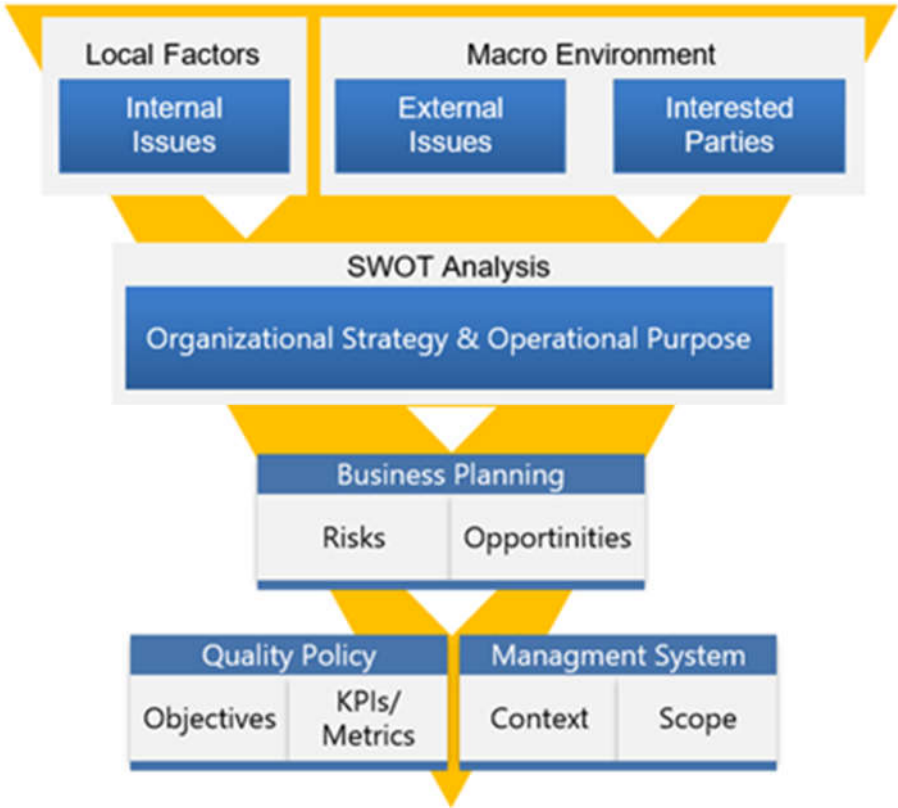 Local Factors
Macro Environment
Internal
Issues
External
Issues
Interested
Parties
SWOT Analysis
Organizational Strategy & Operational Purpose
Business Planning
Risks
Opportinities
Quality Policy
Managment System
Objectives
KPIs/
Metrics
Context
Scope